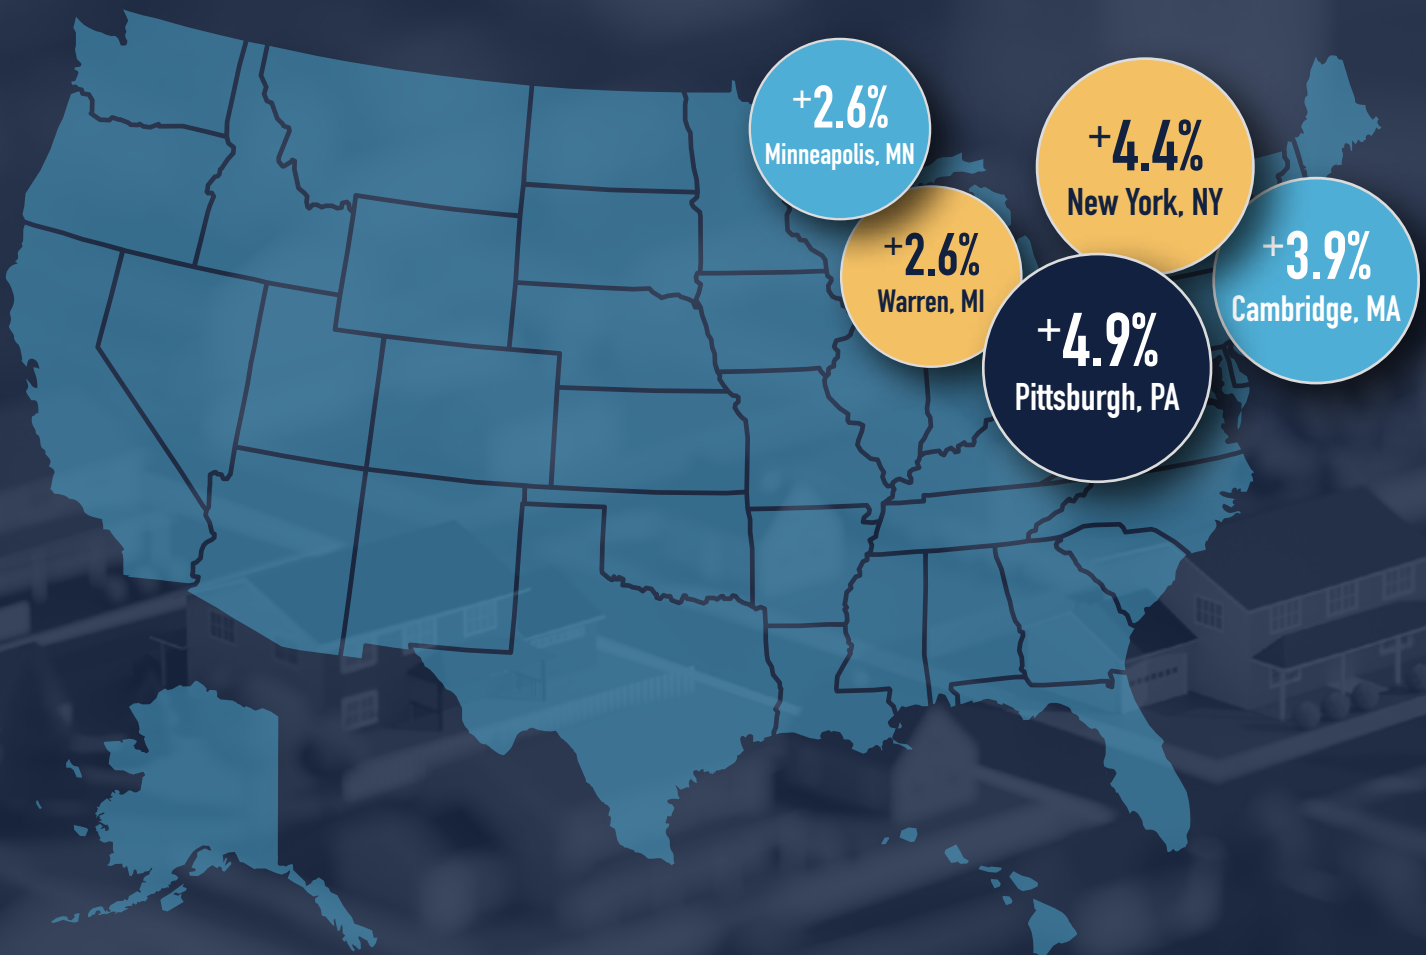 +2.6%
Minneapolis, MN
+4.4%
New York, NY
+2.6%
Warren, MI
+3.9%
Cambridge, MA
+4.9%
Pittsburgh, PA